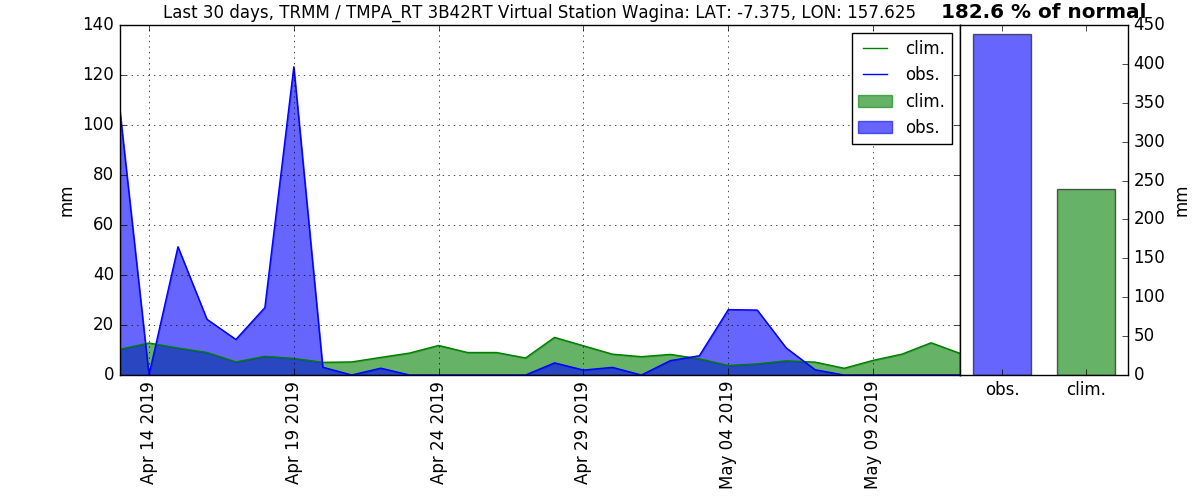 Last 30 days, TRMM / TMPA_RT 3B42RT Virtual Station Wagina: LAT: -7.375, LON: 157.625
182.6 % of normal
140
120
100
80
60
40
20
0
mm
clim.
obs.
clim.
obs.
Apr 14 2019
Apr 19 2019
Apr 24 2019
Apr 29 2019
May 04 2019
May 09 2019
450
400
350
300
250
200
150
100
50
0
mm
obs.
clim.